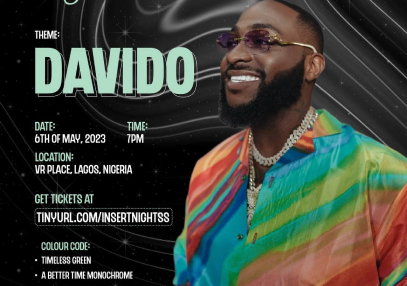 THEME:
DAVIDO
DATE:
6TH OF MAY, 2023
TIME:
7PM
LOCATION:
VR PLACE, LAGOS, NIGERIA
GET TICKETS AT
TINYURL.COM/INSERTNIGHTSS
COLOUR CODE:
• TIMELESS GREEN
• A BETTER TIME MONOCHROME